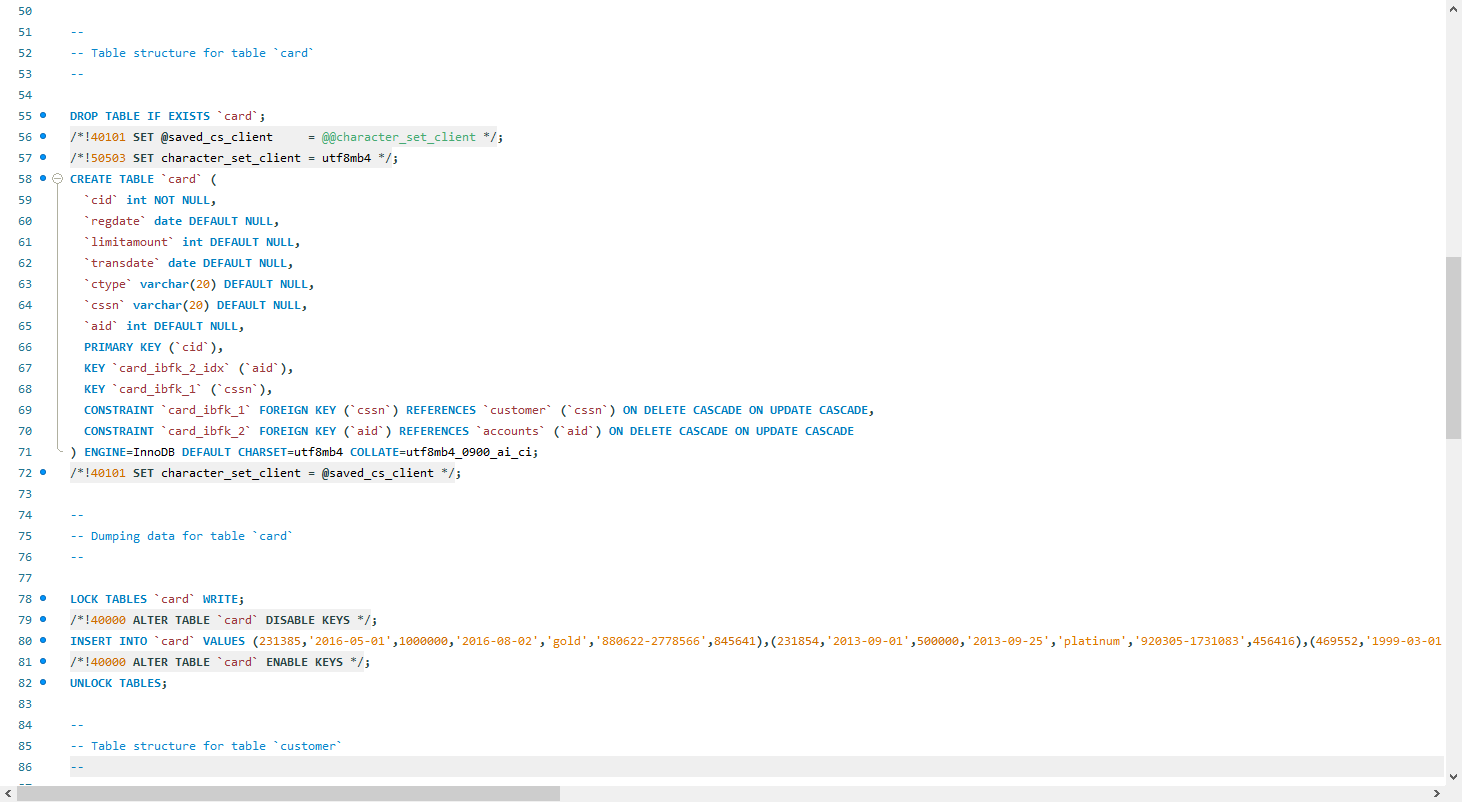 50
51 --
52 -- Table structure for table `card`
53 --
54
55 DROP TABLE IF EXISTS `card`;
56 /*!40101 SET @saved_cs_client     = @@character_set_client */;
57 /*!50503 SET character_set_client = utf8mb4 */;
58 CREATE TABLE `card` (
59   `cid` int NOT NULL,
60   `regdate` date DEFAULT NULL,
61   `limitamount` int DEFAULT NULL,
62   `transdate` date DEFAULT NULL,
63   `ctype` varchar(20) DEFAULT NULL,
64   `cssn` varchar(20) DEFAULT NULL,
65   `aid` int DEFAULT NULL,
66   PRIMARY KEY (`cid`),
67   KEY `card_ibfk_2_idx` (`aid`),
68   KEY `card_ibfk_1` (`cssn`),
69   CONSTRAINT `card_ibfk_1` FOREIGN KEY (`cssn`) REFERENCES `customer` (`cssn`) ON DELETE CASCADE ON UPDATE CASCADE,
70   CONSTRAINT `card_ibfk_2` FOREIGN KEY (`aid`) REFERENCES `accounts` (`aid`) ON DELETE CASCADE ON UPDATE CASCADE
71 ) ENGINE=InnoDB DEFAULT CHARSET=utf8mb4 COLLATE=utf8mb4_0900_ai_ci;
72 /*!40101 SET character_set_client = @saved_cs_client */;
73
74 --
75 -- Dumping data for table `card`
76 --
77
78 LOCK TABLES `card` WRITE;
79 /*!40000 ALTER TABLE `card` DISABLE KEYS */;
80 INSERT INTO `card` VALUES (231385,'2016-05-01',1000000,'2016-08-02','gold','880622-2778566',845641),(231854,'2013-09-01',500000,'2013-09-25','platinum','920305-1731083',456416),(469552,'1999-03-01
81 /*!40000 ALTER TABLE `card` ENABLE KEYS */;
82 UNLOCK TABLES;
83
84 --
85 -- Table structure for table `customer`
86 --